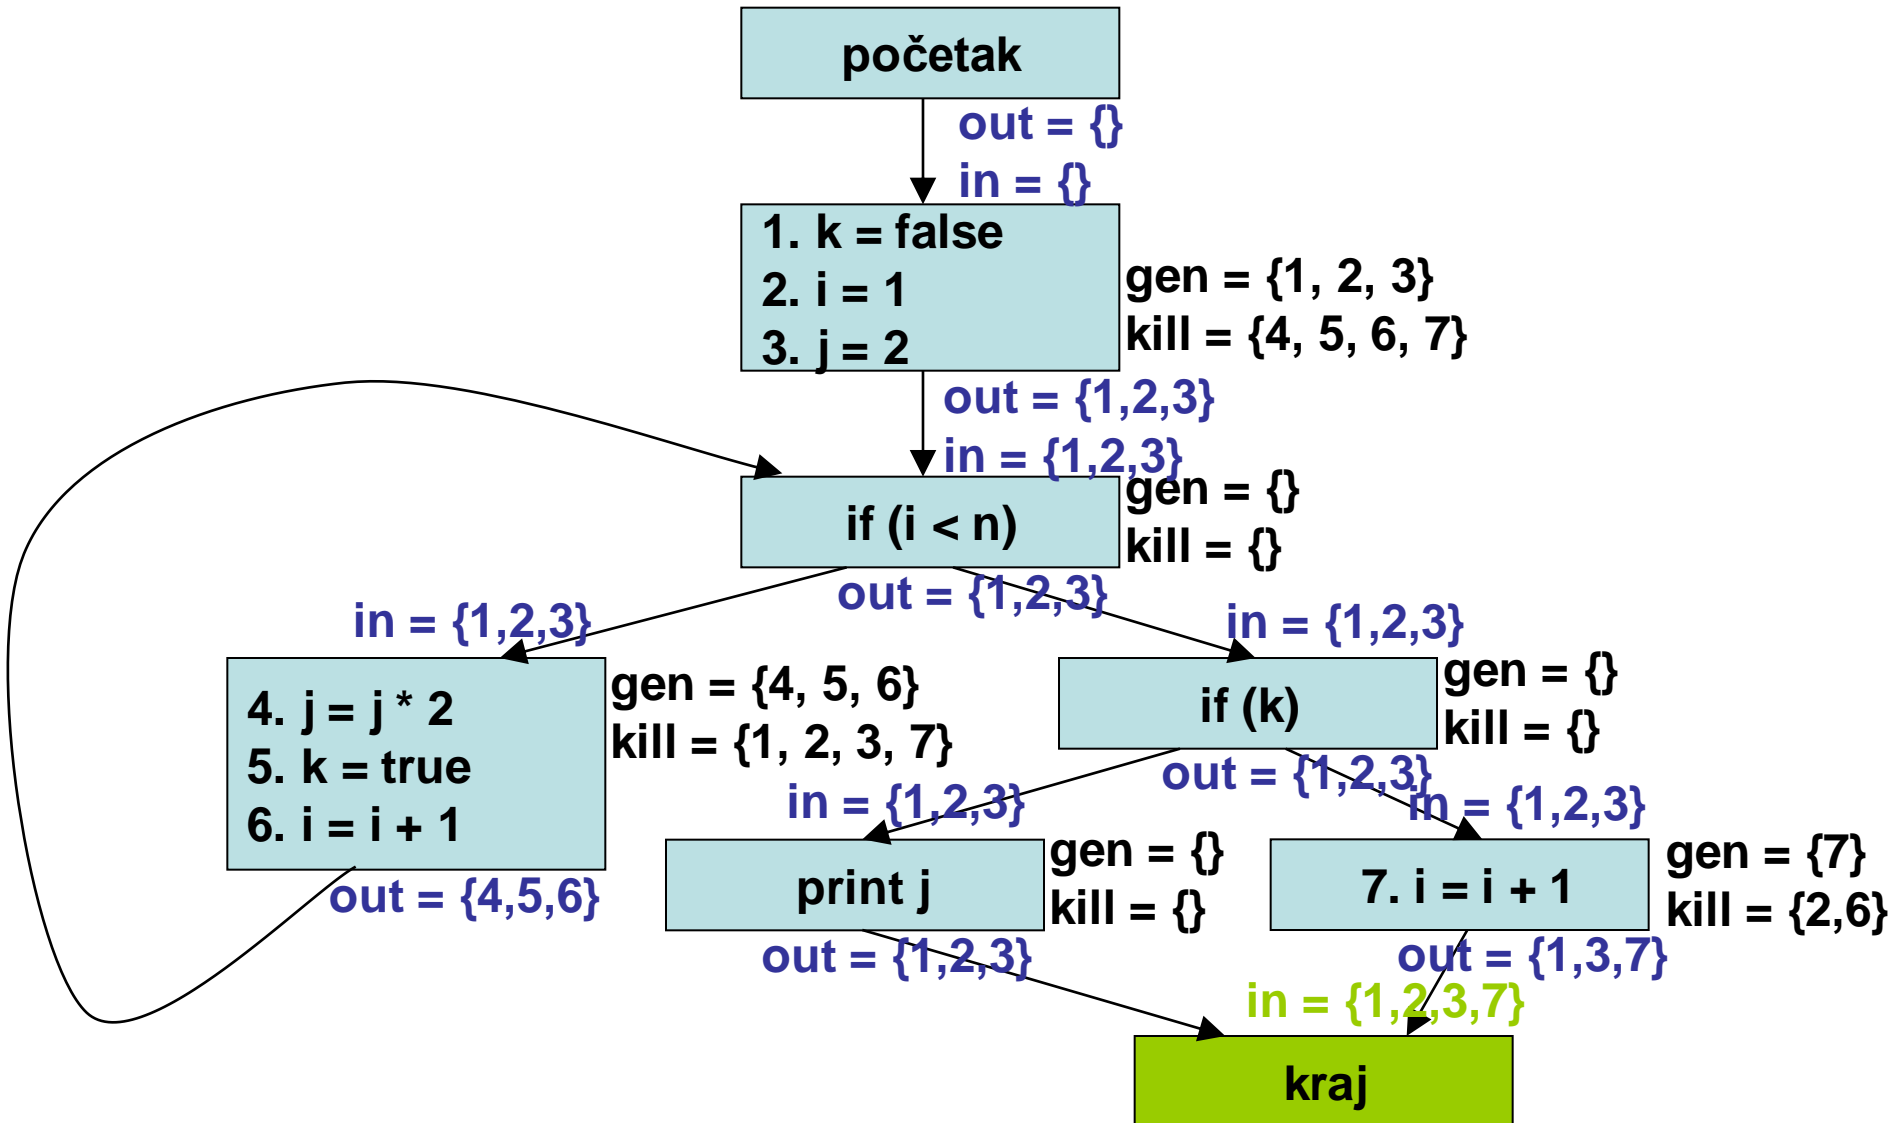 početak
out = {}
in = {}
1. k = false
2. i = 1
3. j = 2
gen = {1, 2, 3}
kill = {4, 5, 6, 7}
out = {1,2,3}
in = {1,2,3}
if (i < n)
gen = {}
kill = {}
out = {1,2,3}
in = {1,2,3}
4. j = j * 2
5. k = true
6. i = i + 1
gen = {4, 5, 6}
kill = {1, 2, 3, 7}
out = {4,5,6}
in = {1,2,3}
if (k)
gen = {}
kill = {}
out = {1,2,3}
in = {1,2,3}
print j
gen = {}
kill = {}
out = {1,2,3}
in = {1,2,3}
7. i = i + 1
gen = {7}
kill = {2,6}
out = {1,3,7}
in = {1,2,3,7}
kraj